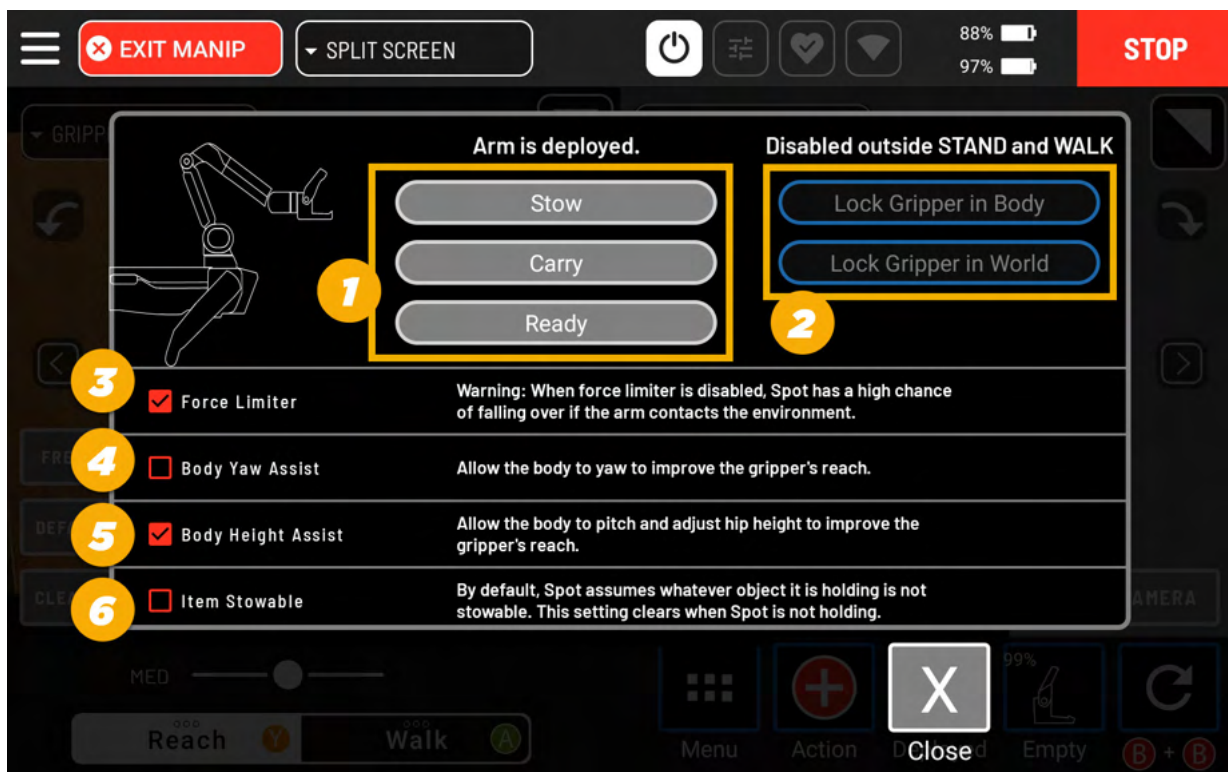 EXIT MANIP
SPLIT SCREEN
88%
97%
STOP
GRIPP
Arm is deployed.
Disabled outside STAND and WALK
Stow
Carry
Ready
Lock Gripper in Body
Lock Gripper in World
1
2
3
Force Limiter
Warning: When force limiter is disabled, Spot has a high chance
of falling over if the arm contacts the environment.
4
Body Yaw Assist
Allow the body to yaw to improve the gripper's reach.
5
Body Height Assist
Allow the body to pitch and adjust hip height to improve the
gripper's reach.
6
Item Stowable
By default, Spot assumes whatever object it is holding is not
stowable. This setting clears when Spot is not holding.
AMERA
MED
99%
X
Reach Y
Walk A
Menu
Action
Close
Empty
B + B